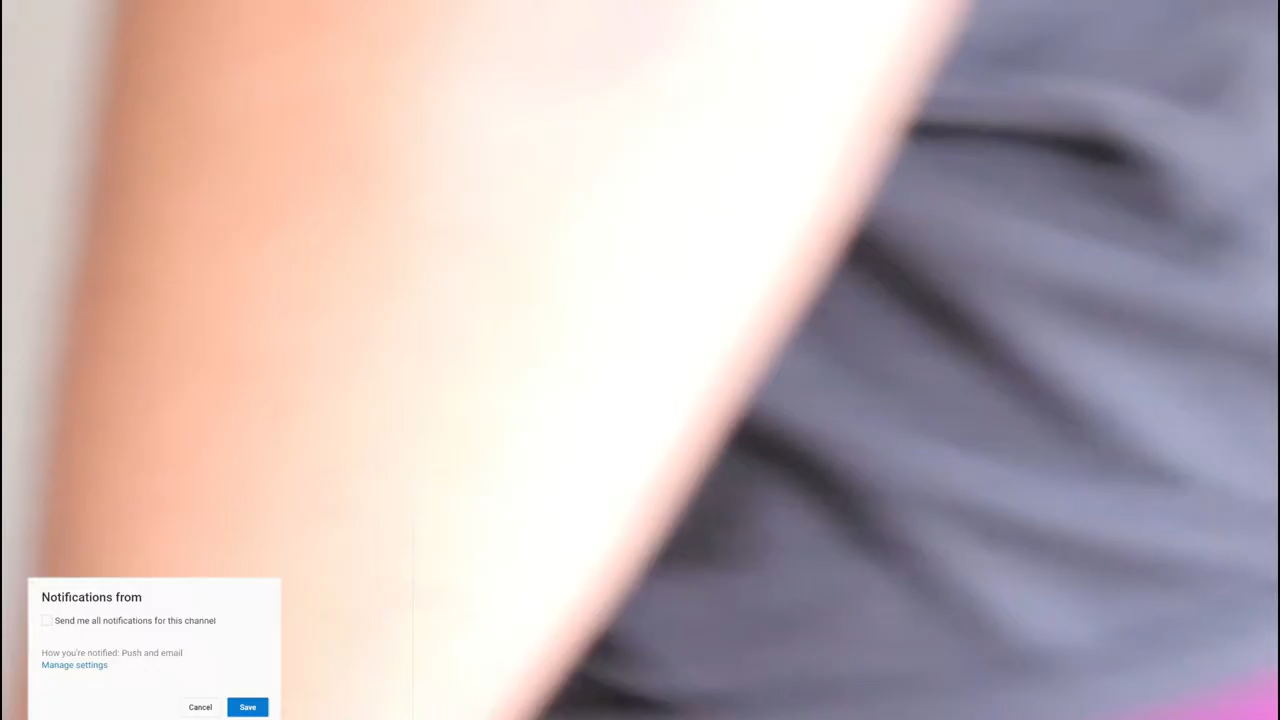 Notifications from
Send me all notifications for this channel
How you're notified: Push and email
Manage settings
Cancel Save